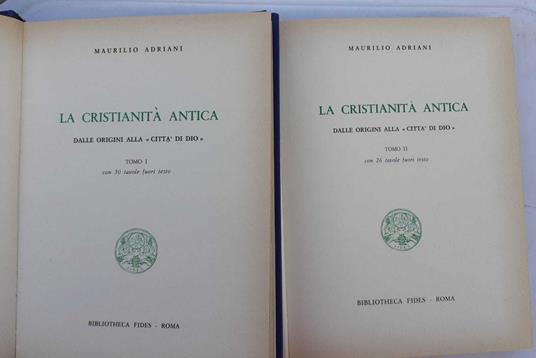 MAURILIO ADRIANI
LA CRISTIANITÀ ANTICA
DALLE ORIGINI ALLA « CITTA' DI DIO »
TOMO I
con 30 tavole fuori testo
BIBLIOTHECA FIDES - ROMA
MAURILIO ADRIANI
LA CRISTIANITÀ ANTICA
DALLE ORIGINI ALLA « CITTA' DI DIO »
TOMO II
con 26 tavole fuori testo
BIBLIOTHECA FIDES - ROMA